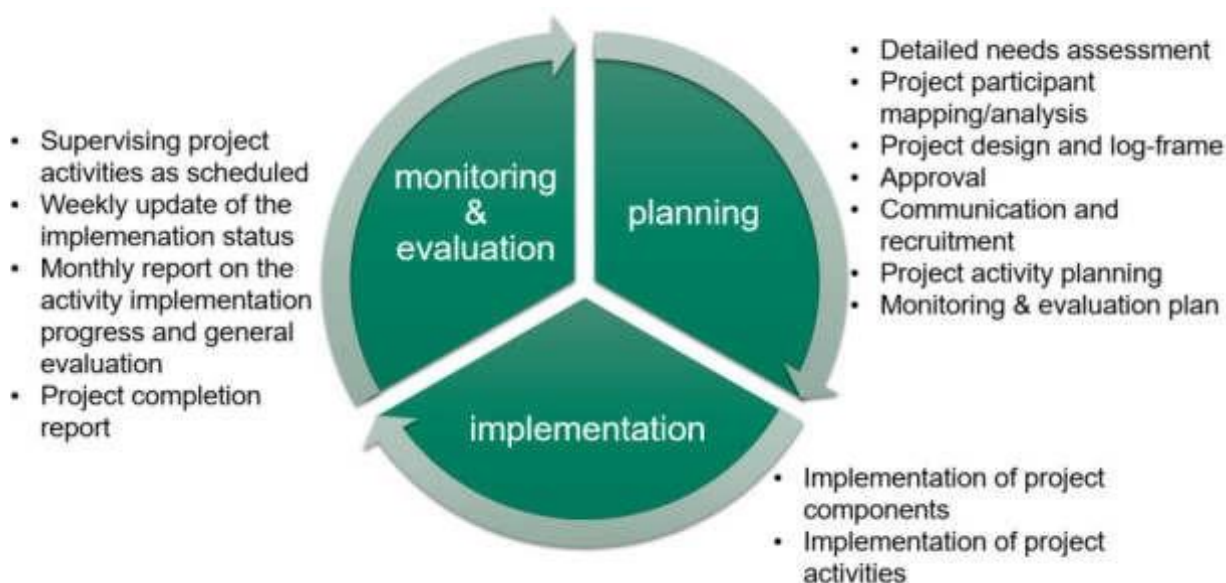 • Detailed needs assessment
• Project participant
mapping/analysis
• Project design and log-frame
• Approval
• Communication and
recruitment
• Project activity planning
• Monitoring & evaluation plan
• Supervising project
activities as scheduled
• Weekly update of the
implemenation status
• Monthly report on the
activity implementation
progress and general
evaluation
• Project completion
report
monitoring
&
evaluation
planning
implementation
• Implementation of project
components
• Implementation of project
activities